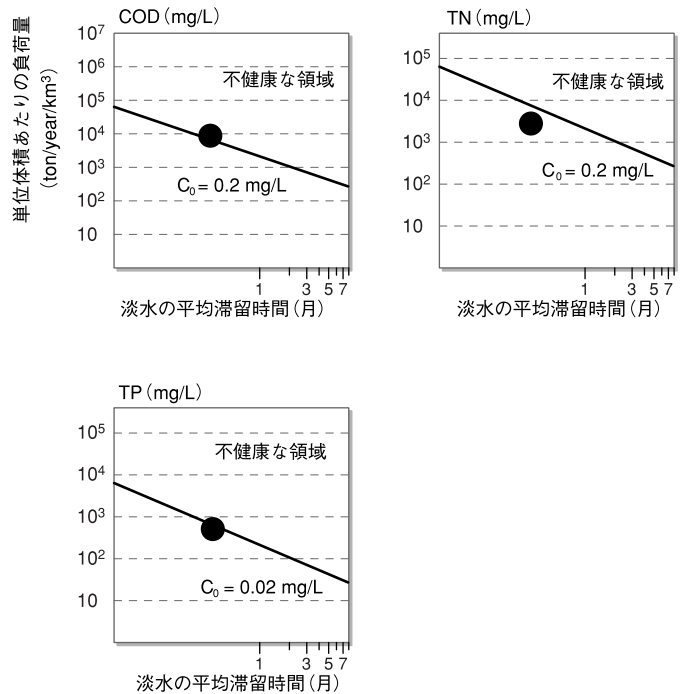 COD(mg/L)
単位体積あたりの負荷量
(ton/year/km³)
10⁷
10⁶
10⁵
10⁴
10³
10²
10
不健康な領域
C₀ = 0.2 mg/L
1 3 5 7
淡水の平均滞留時間(月)
TN(mg/L)
10⁵
10⁴
10³
10²
10
不健康な領域
C₀ = 0.2 mg/L
1 3 5 7
淡水の平均滞留時間(月)
TP(mg/L)
10⁵
10⁴
10³
10²
10
不健康な領域
C₀ = 0.02 mg/L
1 3 5 7
淡水の平均滞留時間(月)